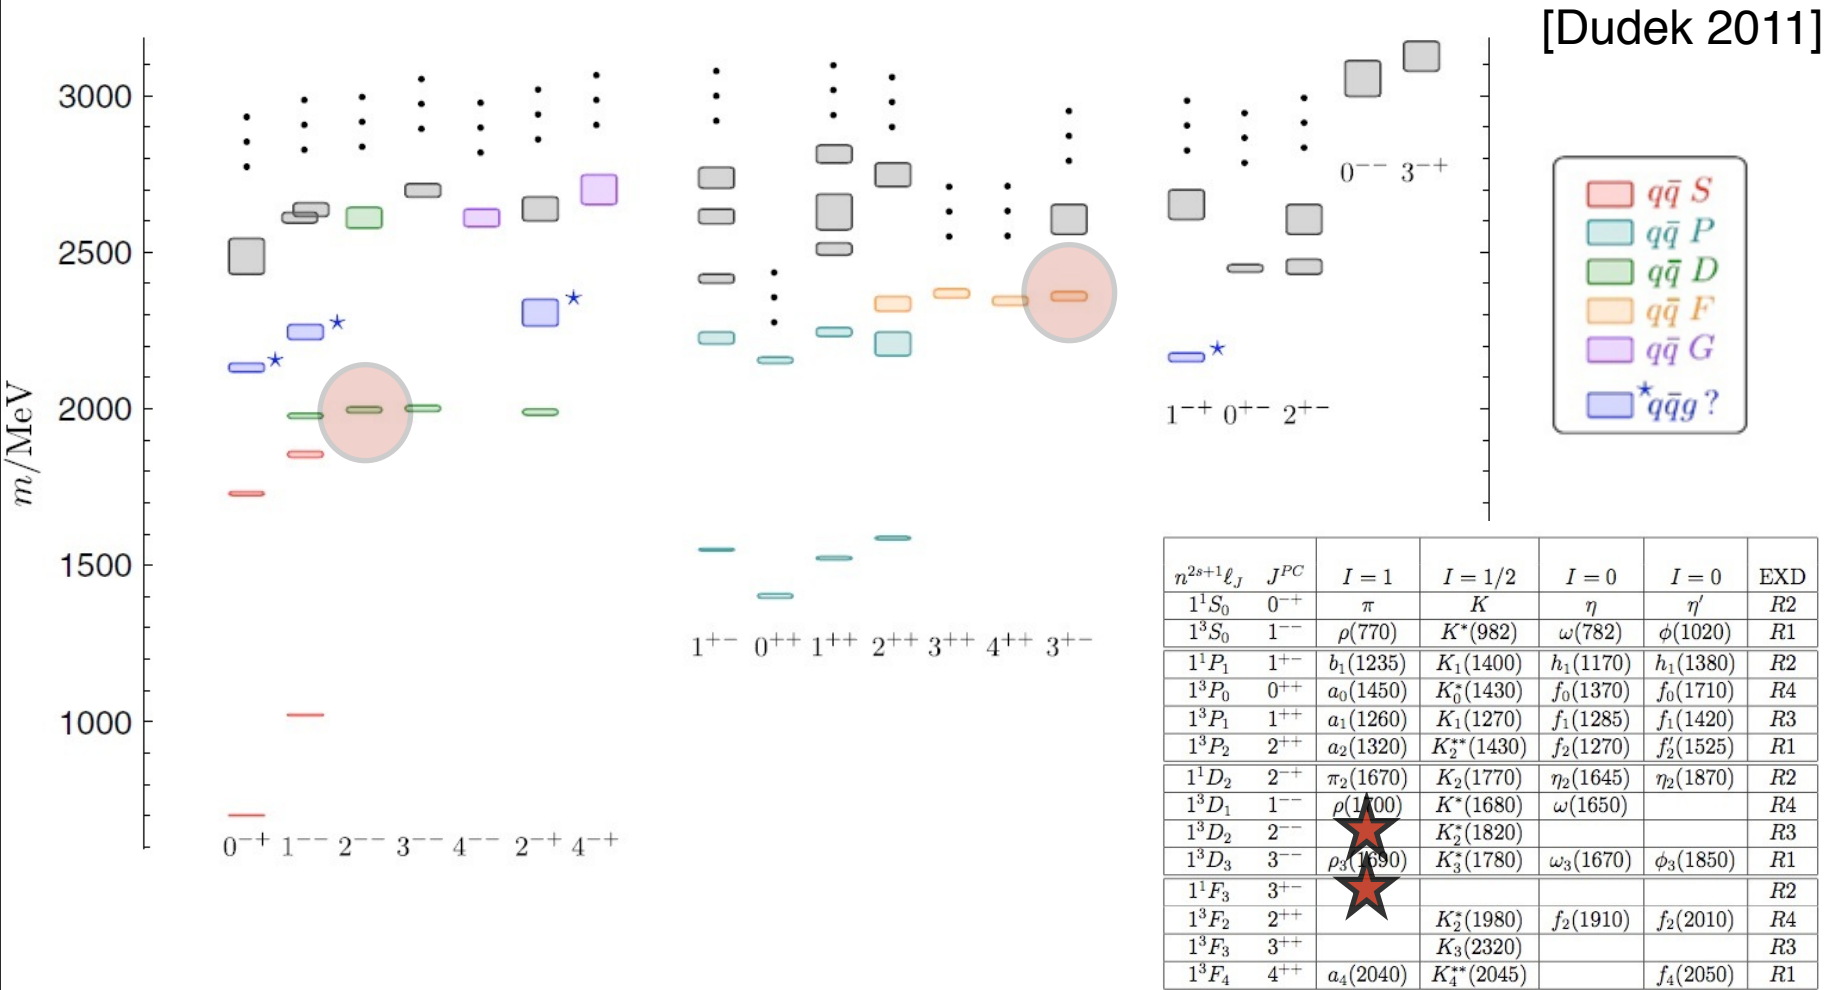 [Dudek 2011]
m/MeV
3000
2500
2000
1500
1000
0⁻⁺ 1⁻⁻ 2⁻⁻ 3⁻⁻ 4⁻⁻ 2⁻⁺ 4⁻⁺
1⁺⁻ 0⁺⁺ 1⁺⁺ 2⁺⁺ 3⁺⁺ 4⁺⁺ 3⁺⁻
1⁻⁺ 0⁺⁻ 2⁺⁻
0⁻⁻ 3⁻⁺
qq̄ S
qq̄ P
qq̄ D
qq̄ F
qq̄ G
*qq̄g ?
n²ˢ⁺¹ℓ_J Jᴾᶜ I = 1 I = 1/2 I = 0 I = 0 EXD
1¹S₀ 0⁻⁺ π K η η′ R2
1³S₀ 1⁻⁻ ρ(770) K*(982) ω(782) ϕ(1020) R1
1¹P₁ 1⁺⁻ b₁(1235) K₁(1400) h₁(1170) h₁(1380) R2
1³P₀ 0⁺⁺ a₀(1450) K₀*(1430) f₀(1370) f₀(1710) R4
1³P₁ 1⁺⁺ a₁(1260) K₁(1270) f₁(1285) f₁(1420) R3
1³P₂ 2⁺⁺ a₂(1320) K₂**(1430) f₂(1270) f₂′(1525) R1
1¹D₂ 2⁻⁺ π₂(1670) K₂(1770) η₂(1645) η₂(1870) R2
1³D₁ 1⁻⁻ ρ(1700) K*(1680) ω(1650) R4
1³D₂ 2⁻⁻ K₂*(1820) R3
1³D₃ 3⁻⁻ ρ₃(1690) K₃*(1780) ω₃(1670) ϕ₃(1850) R1
1¹F₃ 3⁺⁻ R2
1³F₂ 2⁺⁺ K₂*(1980) f₂(1910) f₂(2010) R4
1³F₃ 3⁺⁺ K₃(2320) R3
1³F₄ 4⁺⁺ a₄(2040) K₄**(2045) f₄(2050) R1